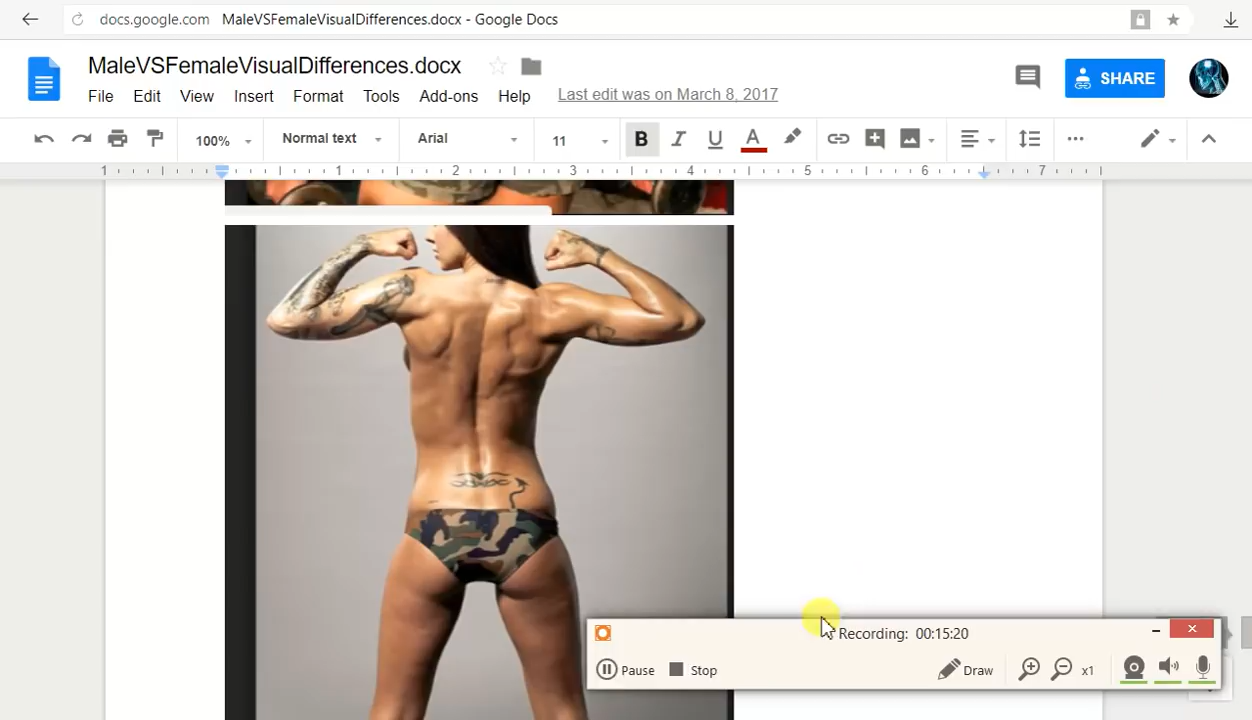 docs.google.com MaleVSFemaleVisualDifferences.docx - Google Docs
MaleVSFemaleVisualDifferences.docx
SHARE
File Edit View Insert Format Tools Add-ons Help Last edit was on March 8, 2017
100% Normal text Arial 11 B I U A
1 1 2 3 4 5 6 7
Recording: 00:15:20
Pause Stop Draw x1